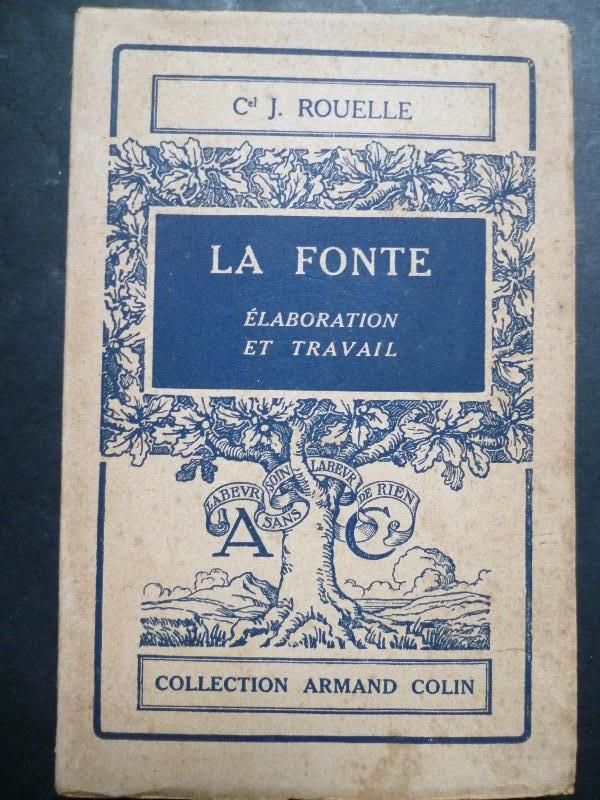 Cel J. ROUELLE
LA FONTE
ÉLABORATION
ET TRAVAIL
LABEVR SANS SOIN LABEVR DE RIEN
A C
COLLECTION ARMAND COLIN